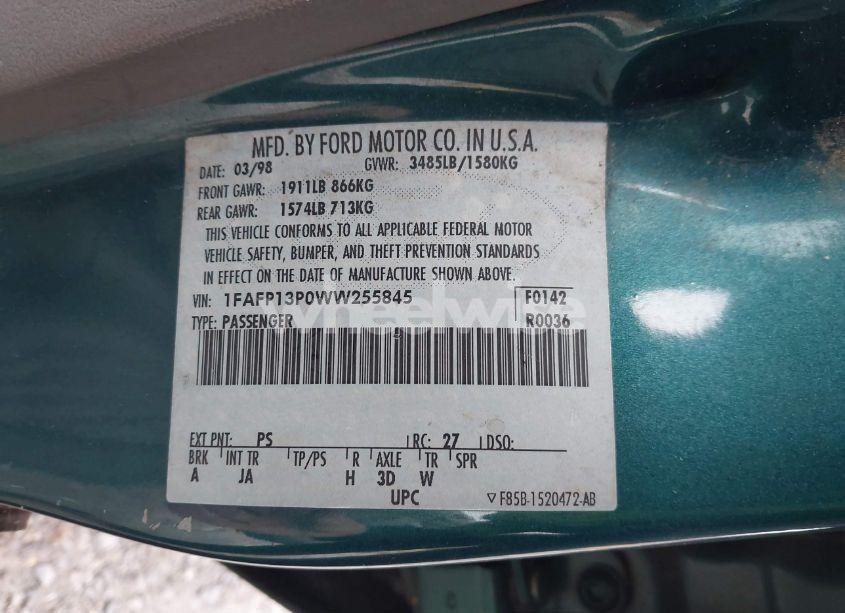 MFD. BY FORD MOTOR CO. IN U.S.A.
DATE: 03/98 GVWR: 3485LB/1580KG
FRONT GAWR: 1911LB 866KG
REAR GAWR: 1574LB 713KG
THIS VEHICLE CONFORMS TO ALL APPLICABLE FEDERAL MOTOR
VEHICLE SAFETY, BUMPER, AND THEFT PREVENTION STANDARDS
IN EFFECT ON THE DATE OF MANUFACTURE SHOWN ABOVE.
VIN: 1FAFP13P0WW255845 F0142
TYPE: PASSENGER R0036
wheelwise
EXT PNT: PS RC: 27 DSO:
BRK INT TR TP/PS R AXLE TR SPR
A JA H 3D W
UPC ▽F85B-1520472-AB